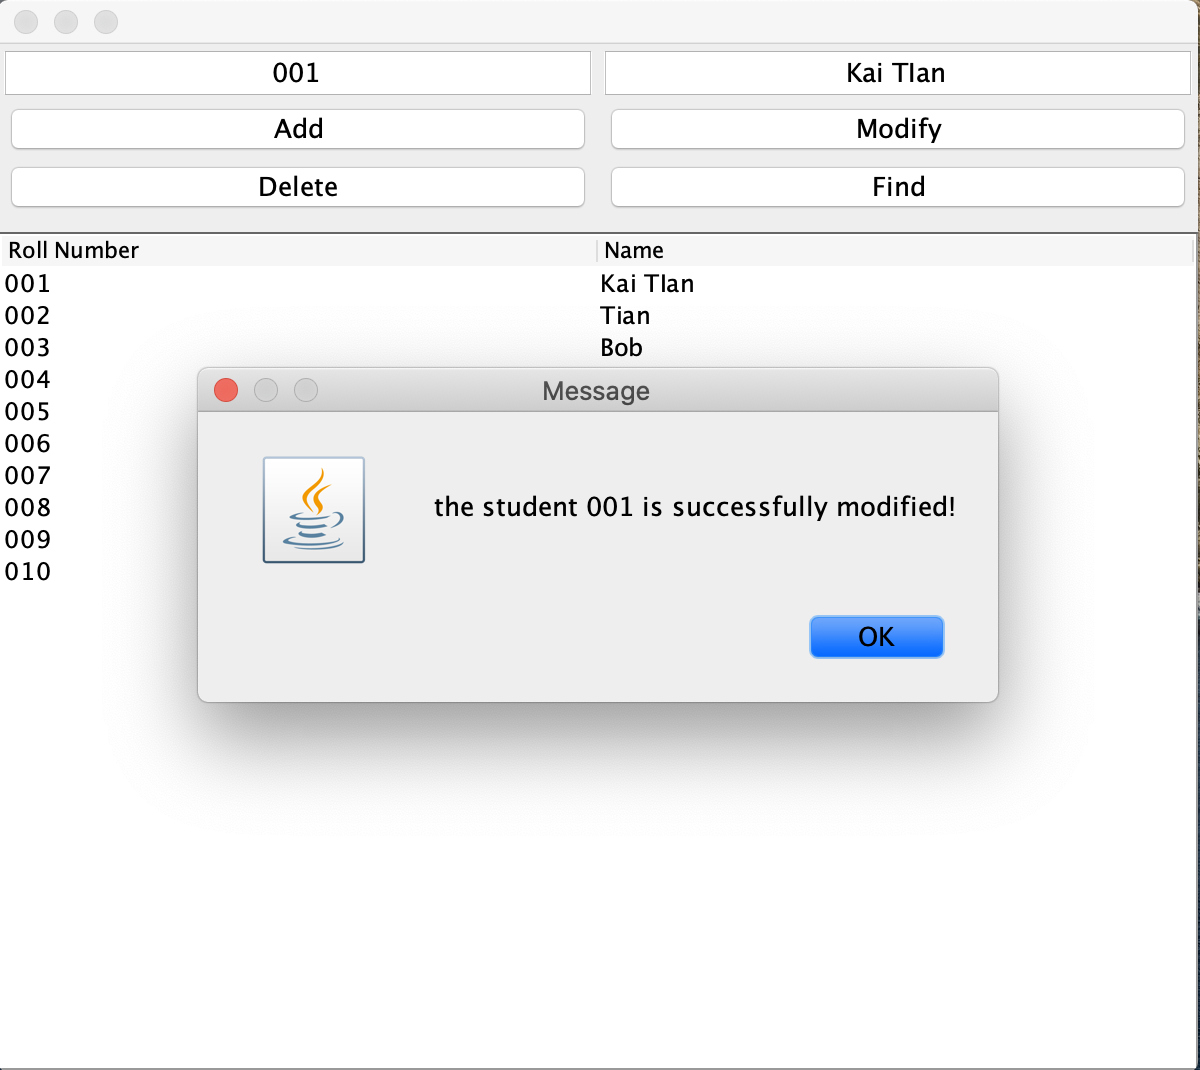 001 Kai TIan
Add Modify
Delete Find
Roll Number Name
001 Kai TIan
002 Tian
003 Bob
004
005
006
007
008
009
010
Message
the student 001 is successfully modified!
OK